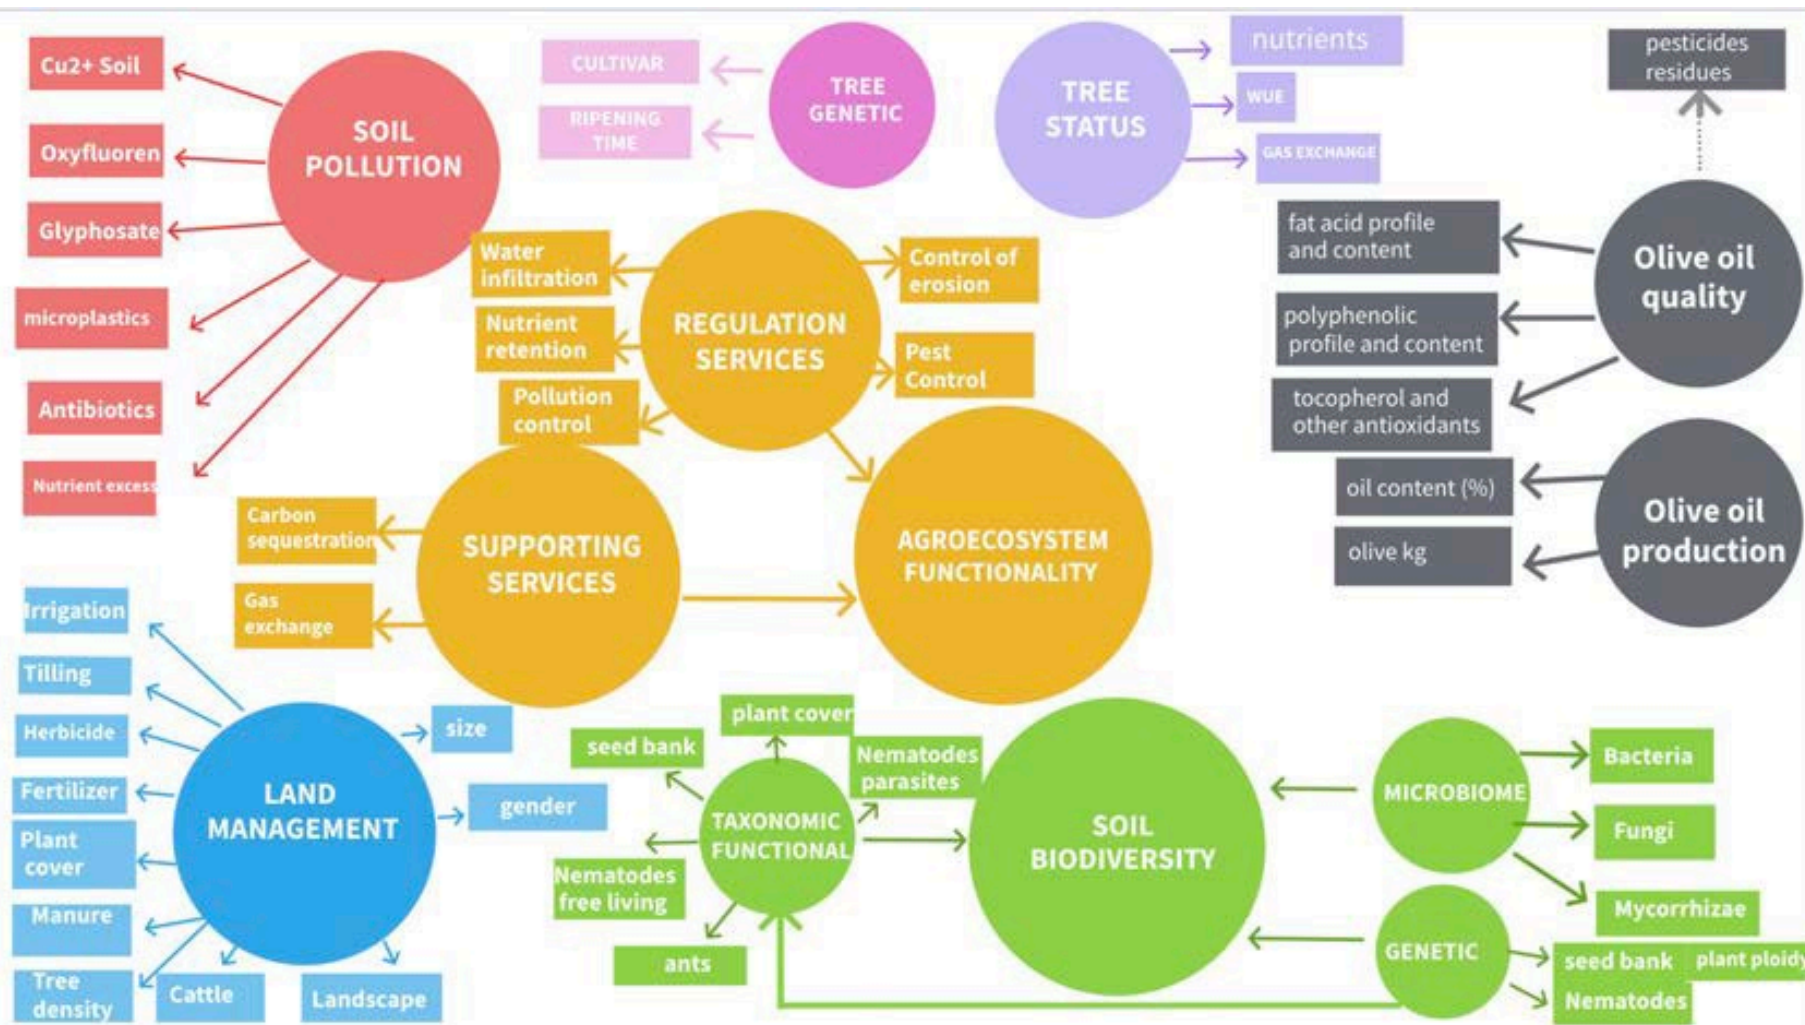 Cu2+ Soil
Oxyfluoren
Glyphosate
microplastics
Antibiotics
Nutrient excess
SOIL
POLLUTION
CULTIVAR
RIPENING
TIME
TREE
GENETIC
TREE
STATUS
nutrients
WUE
GAS EXCHANGE
pesticides
residues
fat acid profile
and content
polyphenolic
profile and content
tocopherol and
other antioxidants
Olive oil
quality
oil content (%)
olive kg
Olive oil
production
Water
infiltration
Nutrient
retention
Pollution
control
REGULATION
SERVICES
Control of
erosion
Pest
Control
Carbon
sequestration
Gas
exchange
SUPPORTING
SERVICES
AGROECOSYSTEM
FUNCTIONALITY
Irrigation
Tilling
Herbicide
Fertilizer
Plant
cover
Manure
Tree
density
Cattle
Landscape
LAND
MANAGEMENT
size
gender
seed bank
plant cover
Nematodes
parasites
TAXONOMIC
FUNCTIONAL
Nematodes
free living
ants
SOIL
BIODIVERSITY
MICROBIOME
Bacteria
Fungi
Mycorrhizae
GENETIC
seed bank
plant ploidy
Nematodes